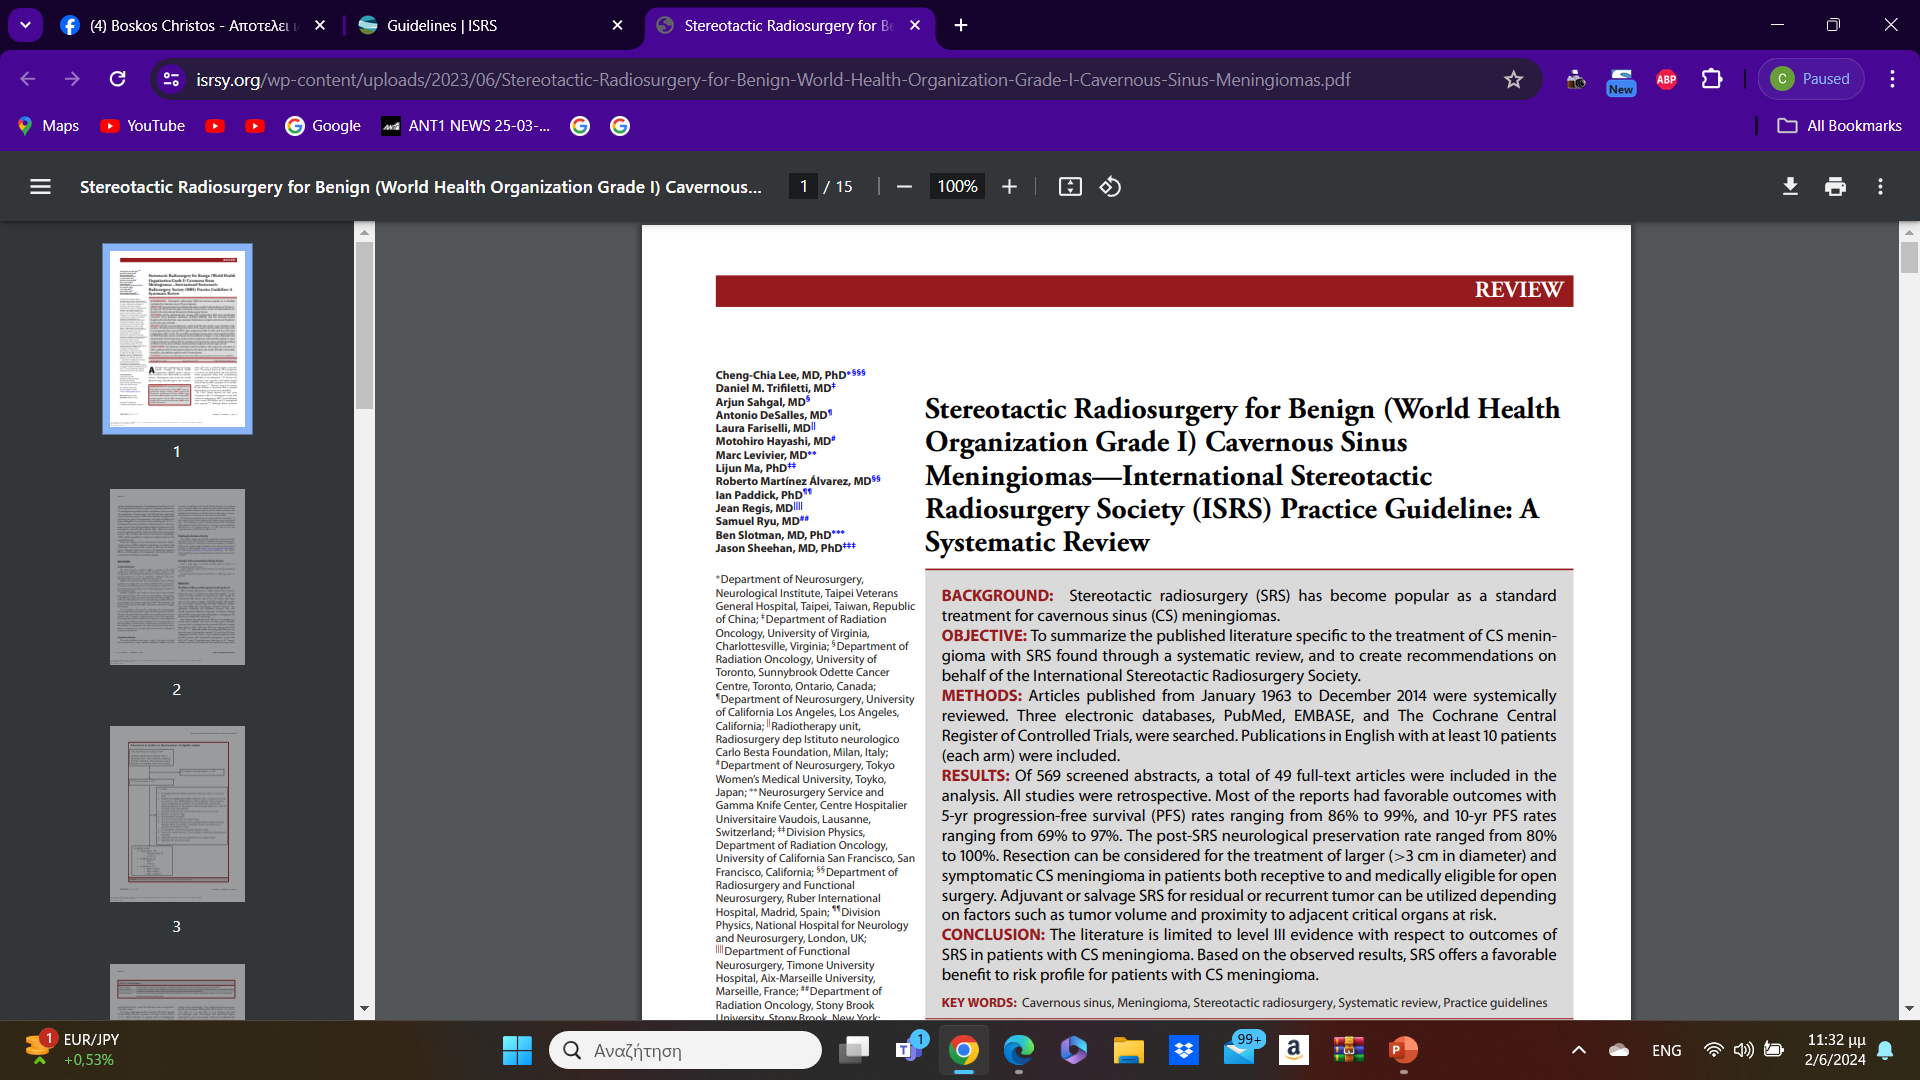 (4) Boskos Christos - Αποτελει ι
Guidelines | ISRS
Stereotactic Radiosurgery for Be
isrsy.org/wp-content/uploads/2023/06/Stereotactic-Radiosurgery-for-Benign-World-Health-Organization-Grade-I-Cavernous-Sinus-Meningiomas.pdf
New
ABP
C Paused
Maps
YouTube
Google
ANT1 NEWS 25-03-...
All Bookmarks
Stereotactic Radiosurgery for Benign (World Health Organization Grade I) Cavernous...
1 / 15
100%
1
2
3
REVIEW
Cheng-Chia Lee, MD, PhD*§§§
Daniel M. Trifiletti, MD‡
Arjun Sahgal, MD§
Antonio DeSalles, MD¶
Laura Fariselli, MD||
Motohiro Hayashi, MD#
Marc Levivier, MD**
Lijun Ma, PhD‡‡
Roberto Martínez Álvarez, MD§§
Ian Paddick, PhD¶¶
Jean Regis, MD||||
Samuel Ryu, MD##
Ben Slotman, MD, PhD***
Jason Sheehan, MD, PhD‡‡‡
*Department of Neurosurgery,
Neurological Institute, Taipei Veterans
General Hospital, Taipei, Taiwan, Republic
of China; ‡Department of Radiation
Oncology, University of Virginia,
Charlottesville, Virginia; §Department of
Radiation Oncology, University of
Toronto, Sunnybrook Odette Cancer
Centre, Toronto, Ontario, Canada;
¶Department of Neurosurgery, University
of California Los Angeles, Los Angeles,
California; ||Radiotherapy unit,
Radiosurgery dep Istituto neurologico
Carlo Besta Foundation, Milan, Italy;
#Department of Neurosurgery, Tokyo
Women's Medical University, Toyko,
Japan; **Neurosurgery Service and
Gamma Knife Center, Centre Hospitalier
Universitaire Vaudois, Lausanne,
Switzerland; ‡‡Division Physics,
Department of Radiation Oncology,
University of California San Francisco, San
Francisco, California; §§Department of
Radiosurgery and Functional
Neurosurgery, Ruber International
Hospital, Madrid, Spain; ¶¶Division
Physics, National Hospital for Neurology
and Neurosurgery, London, UK;
||||Department of Functional
Neurosurgery, Timone University
Hospital, Aix-Marseille University,
Marseille, France; ##Department of
Radiation Oncology, Stony Brook
University, Stony Brook, New York;
Stereotactic Radiosurgery for Benign (World Health
Organization Grade I) Cavernous Sinus
Meningiomas—International Stereotactic
Radiosurgery Society (ISRS) Practice Guideline: A
Systematic Review
BACKGROUND: Stereotactic radiosurgery (SRS) has become popular as a standard
treatment for cavernous sinus (CS) meningiomas.
OBJECTIVE: To summarize the published literature specific to the treatment of CS menin-
gioma with SRS found through a systematic review, and to create recommendations on
behalf of the International Stereotactic Radiosurgery Society.
METHODS: Articles published from January 1963 to December 2014 were systemically
reviewed. Three electronic databases, PubMed, EMBASE, and The Cochrane Central
Register of Controlled Trials, were searched. Publications in English with at least 10 patients
(each arm) were included.
RESULTS: Of 569 screened abstracts, a total of 49 full-text articles were included in the
analysis. All studies were retrospective. Most of the reports had favorable outcomes with
5-yr progression-free survival (PFS) rates ranging from 86% to 99%, and 10-yr PFS rates
ranging from 69% to 97%. The post-SRS neurological preservation rate ranged from 80%
to 100%. Resection can be considered for the treatment of larger (>3 cm in diameter) and
symptomatic CS meningioma in patients both receptive to and medically eligible for open
surgery. Adjuvant or salvage SRS for residual or recurrent tumor can be utilized depending
on factors such as tumor volume and proximity to adjacent critical organs at risk.
CONCLUSION: The literature is limited to level III evidence with respect to outcomes of
SRS in patients with CS meningioma. Based on the observed results, SRS offers a favorable
benefit to risk profile for patients with CS meningioma.
KEY WORDS: Cavernous sinus, Meningioma, Stereotactic radiosurgery, Systematic review, Practice guidelines
1
EUR/JPY
+0,53%
Αναζήτηση
1
99+
ENG
11:32 μμ
2/6/2024